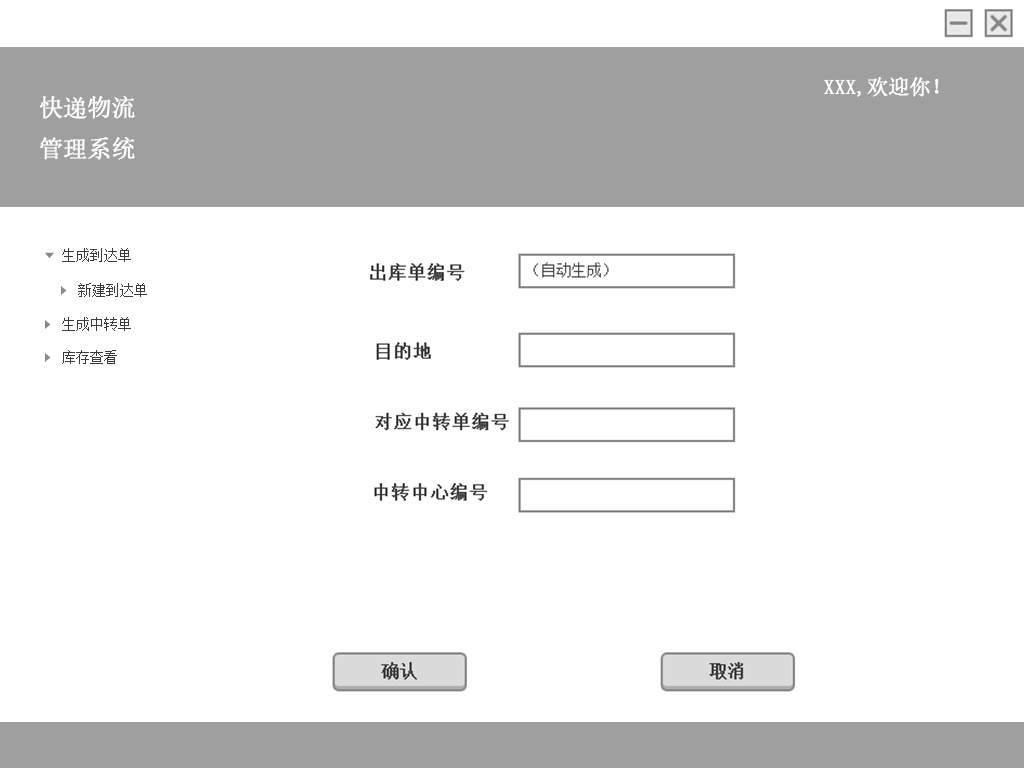 XXX,欢迎你!
快递物流
管理系统
生成到达单
新建到达单
生成中转单
库存查看
出库单编号
（自动生成）
目的地
对应中转单编号
中转中心编号
确认
取消